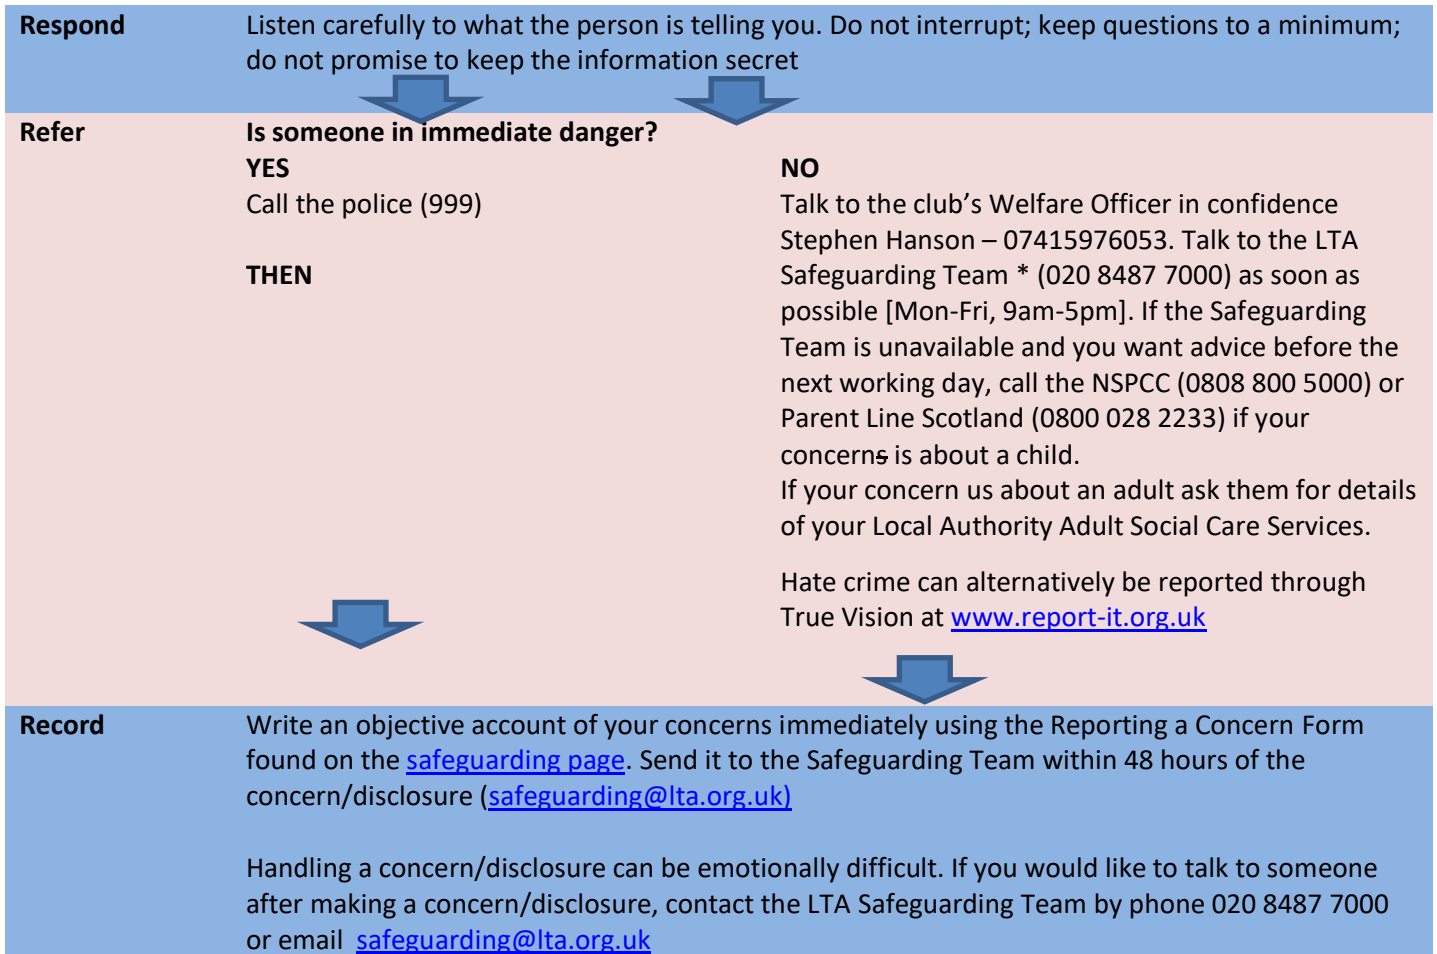 Respond
Listen carefully to what the person is telling you. Do not interrupt; keep questions to a minimum;
do not promise to keep the information secret
Refer
Is someone in immediate danger?
YES
Call the police (999)
THEN
NO
Talk to the club’s Welfare Officer in confidence
Stephen Hanson – 07415976053. Talk to the LTA
Safeguarding Team * (020 8487 7000) as soon as
possible [Mon-Fri, 9am-5pm]. If the Safeguarding
Team is unavailable and you want advice before the
next working day, call the NSPCC (0808 800 5000) or
Parent Line Scotland (0800 028 2233) if your
concerns is about a child.
If your concern us about an adult ask them for details
of your Local Authority Adult Social Care Services.
Hate crime can alternatively be reported through
True Vision at www.report-it.org.uk
Record
Write an objective account of your concerns immediately using the Reporting a Concern Form
found on the safeguarding page. Send it to the Safeguarding Team within 48 hours of the
concern/disclosure (safeguarding@lta.org.uk)
Handling a concern/disclosure can be emotionally difficult. If you would like to talk to someone
after making a concern/disclosure, contact the LTA Safeguarding Team by phone 020 8487 7000
or email safeguarding@lta.org.uk